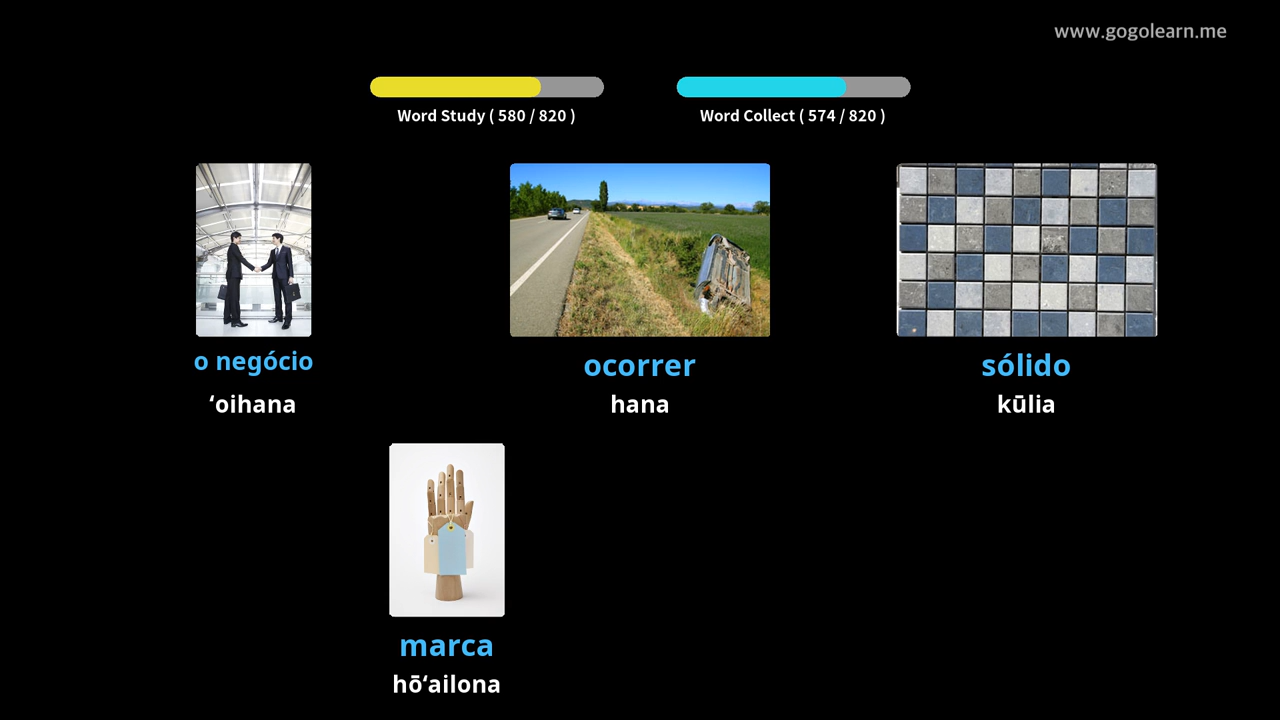 www.gogolearn.me
Word Study ( 580 / 820 )
Word Collect ( 574 / 820 )
o negócio
ʻoihana
ocorrer
hana
sólido
kūlia
marca
hōʻailona